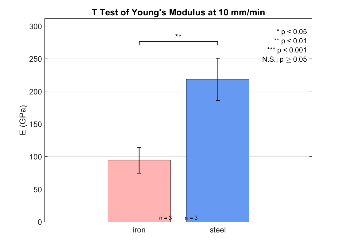 T Test of Young's Modulus at 10 mm/min
* p < 0.05
** p < 0.01
*** p < 0.001
N.S. p ≥ 0.05
**
E (GPa)
300
250
200
150
100
50
0
n = 3 n = 3
iron steel